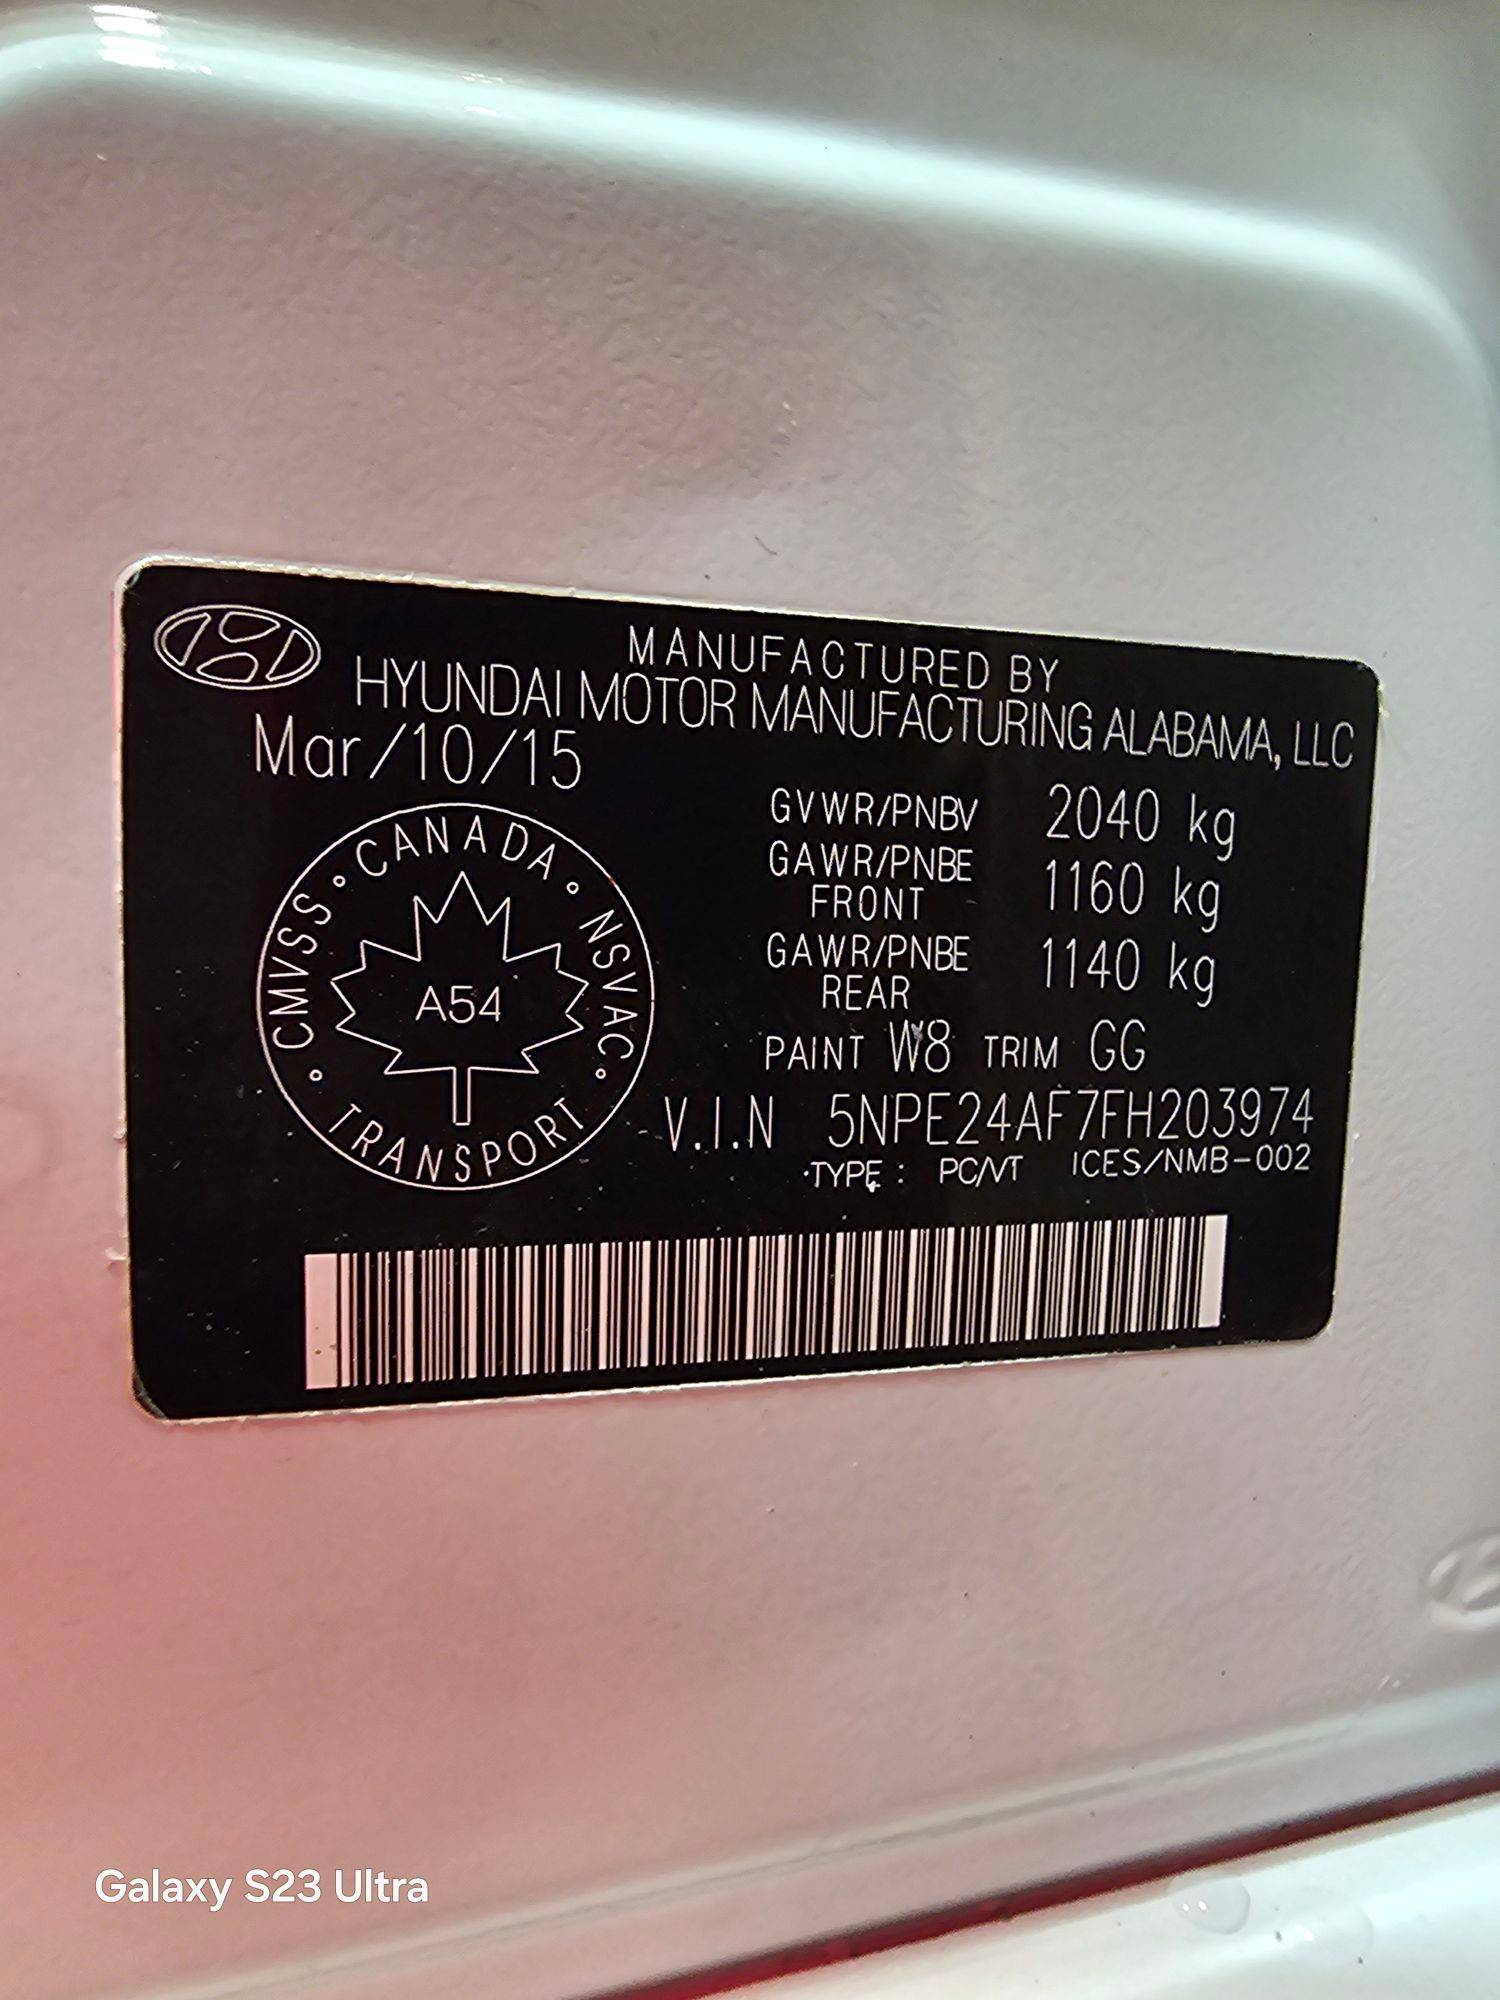 MANUFACTURED BY
HYUNDAI MOTOR MANUFACTURING ALABAMA, LLC
Mar/10/15
GVWR/PNBV 2040 kg
GAWR/PNBE FRONT 1160 kg
GAWR/PNBE REAR 1140 kg
PAINT W8 TRIM GG
V.I.N 5NPE24AF7FH203974
TYPE : PC/VT ICES/NMB-002
CMVSS • CANADA • NSVAC • TRANSPORT •
A54
Galaxy S23 Ultra